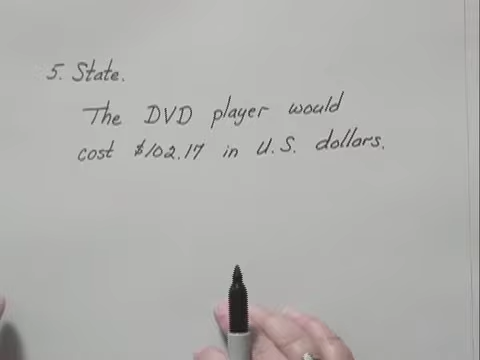 5. State.
The DVD player would
cost $102.17 in U.S. dollars.